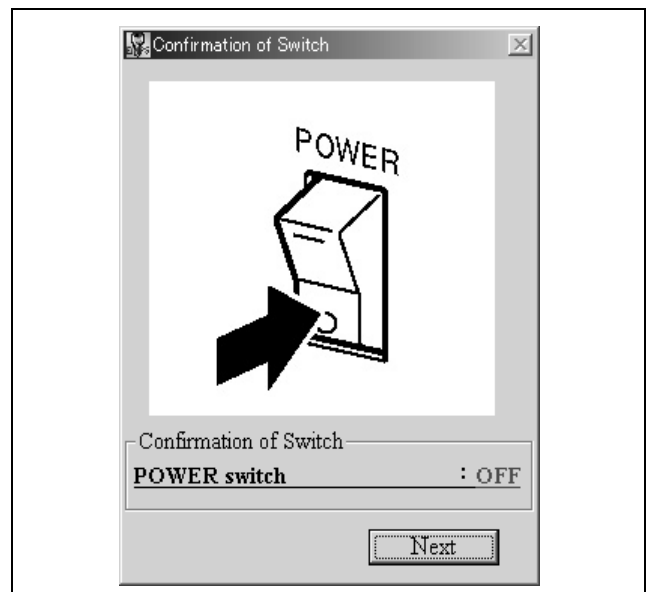 Confirmation of Switch
POWER
Confirmation of Switch
POWER switch : OFF
Next